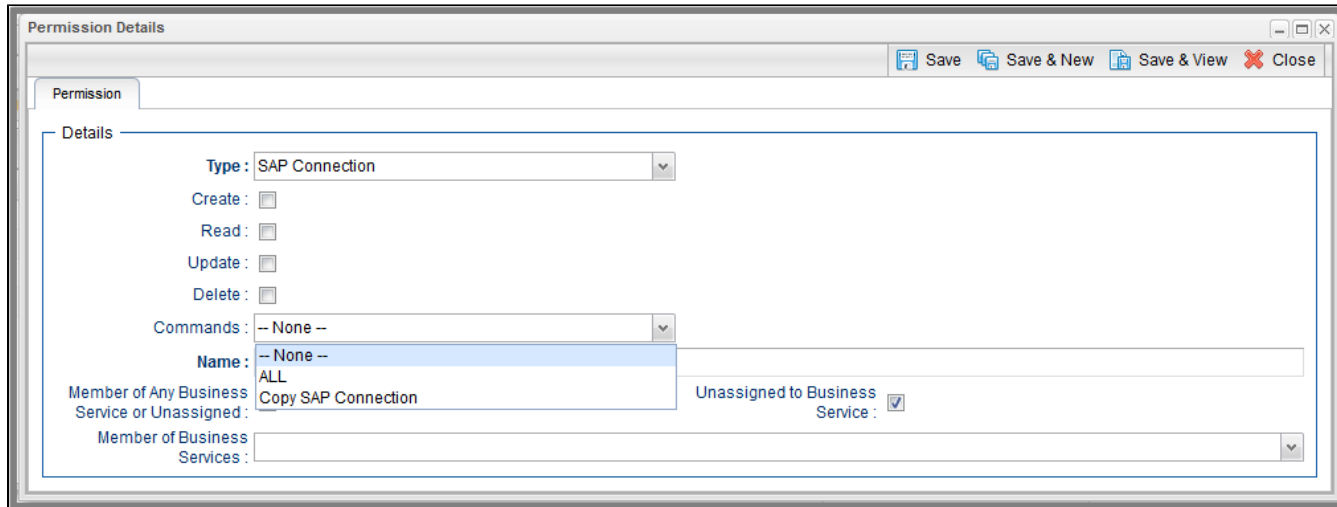 Permission Details
Save Save & New Save & View Close
Permission
Details
Type : SAP Connection
Create :
Read :
Update :
Delete :
Commands : -- None --
Name : -- None --
ALL
Member of Any Business Service or Unassigned : Copy SAP Connection Unassigned to Business Service :
Member of Business Services :